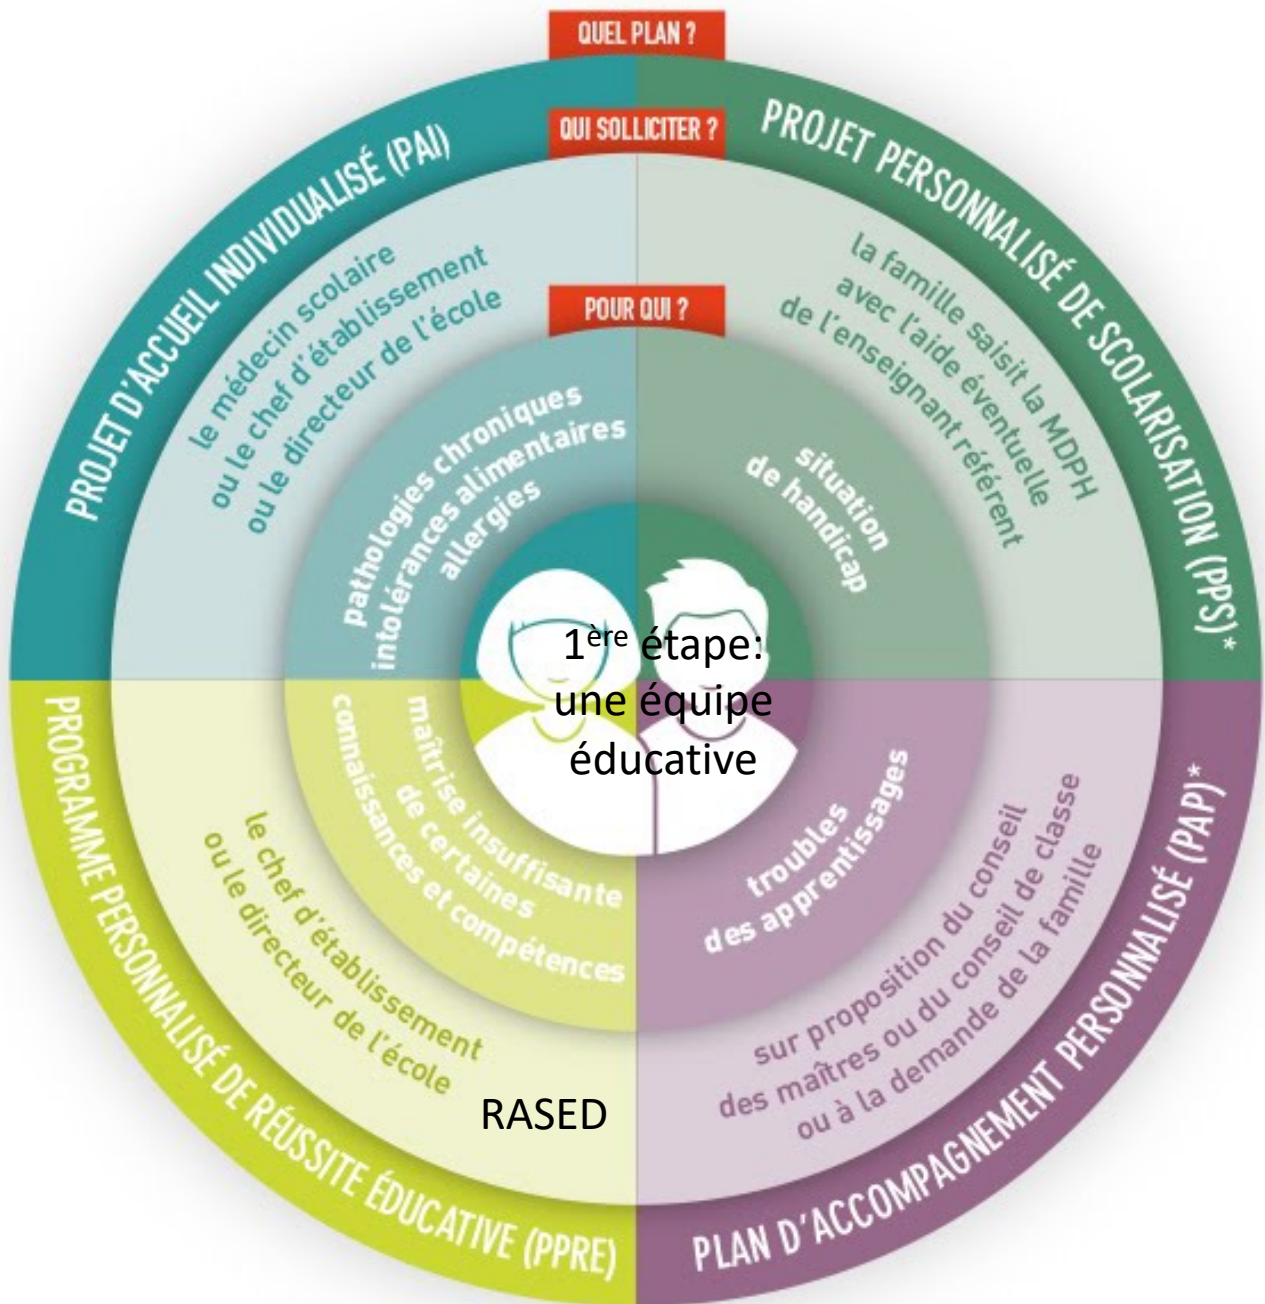 QUEL PLAN ?
QUI SOLLICITER ?
POUR QUI ?
PROJET D'ACCUEIL INDIVIDUALISÉ (PAI)
le médecin scolaire
ou le chef d'établissement
ou le directeur de l'école
pathologies chroniques
intolérances alimentaires
allergies
PROJET PERSONNALISÉ DE SCOLARISATION (PPS)*
la famille saisit la MDPH
avec l'aide éventuelle
de l'enseignant référent
situation
de handicap
1ère étape:
une équipe
éducative
PROGRAMME PERSONNALISÉ DE RÉUSSITE ÉDUCATIVE (PPRE)
le chef d'établissement
ou le directeur de l'école
RASED
maîtrise insuffisante
de certaines
connaissances et compétences
PLAN D'ACCOMPAGNEMENT PERSONNALISÉ (PAP)*
sur proposition du conseil
des maîtres ou du conseil de classe
ou à la demande de la famille
troubles
des apprentissages